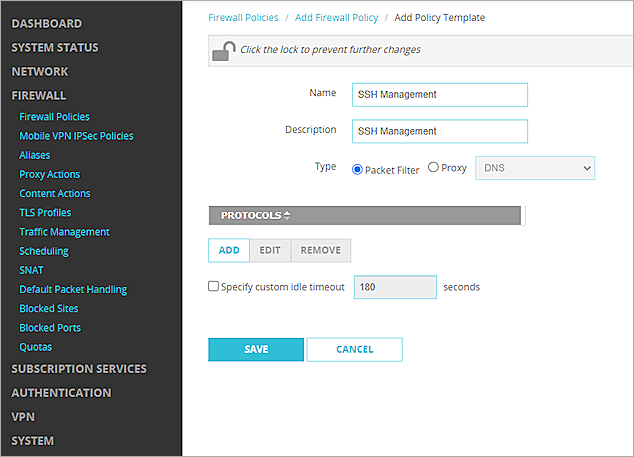 DASHBOARD
SYSTEM STATUS
NETWORK
FIREWALL
Firewall Policies
Mobile VPN IPSec Policies
Aliases
Proxy Actions
Content Actions
TLS Profiles
Traffic Management
Scheduling
SNAT
Default Packet Handling
Blocked Sites
Blocked Ports
Quotas
SUBSCRIPTION SERVICES
AUTHENTICATION
VPN
SYSTEM
Firewall Policies / Add Firewall Policy / Add Policy Template
Click the lock to prevent further changes
Name SSH Management
Description SSH Management
Type Packet Filter Proxy DNS
PROTOCOLS
ADD EDIT REMOVE
Specify custom idle timeout 180 seconds
SAVE CANCEL